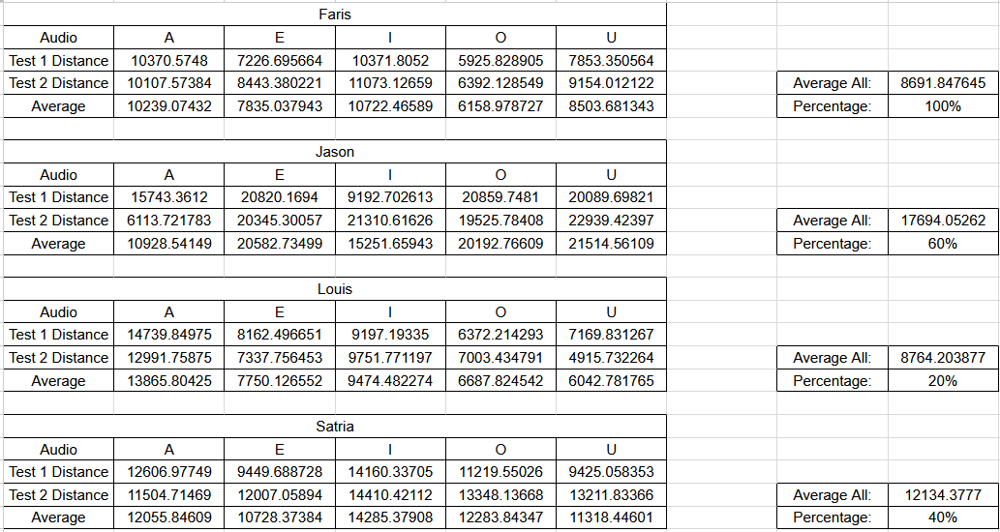 Faris
Audio A E I O U
Test 1 Distance 10370.5748 7226.695664 10371.8052 5925.828905 7853.350564
Test 2 Distance 10107.57384 8443.380221 11073.12659 6392.128549 9154.012122 Average All: 8691.847645
Average 10239.07432 7835.037943 10722.46589 6158.978727 8503.681343 Percentage: 100%
Jason
Audio A E I O U
Test 1 Distance 15743.3612 20820.1694 9192.702613 20859.7481 20089.69821
Test 2 Distance 6113.721783 20345.30057 21310.61626 19525.78408 22939.42397 Average All: 17694.05262
Average 10928.54149 20582.73499 15251.65943 20192.76609 21514.56109 Percentage: 60%
Louis
Audio A E I O U
Test 1 Distance 14739.84975 8162.496651 9197.19335 6372.214293 7169.831267
Test 2 Distance 12991.75875 7337.756453 9751.771197 7003.434791 4915.732264 Average All: 8764.203877
Average 13865.80425 7750.126552 9474.482274 6687.824542 6042.781765 Percentage: 20%
Satria
Audio A E I O U
Test 1 Distance 12606.97749 9449.688728 14160.33705 11219.55026 9425.058353
Test 2 Distance 11504.71469 12007.05894 14410.42112 13348.13668 13211.83366 Average All: 12134.3777
Average 12055.84609 10728.37384 14285.37908 12283.84347 11318.44601 Percentage: 40%